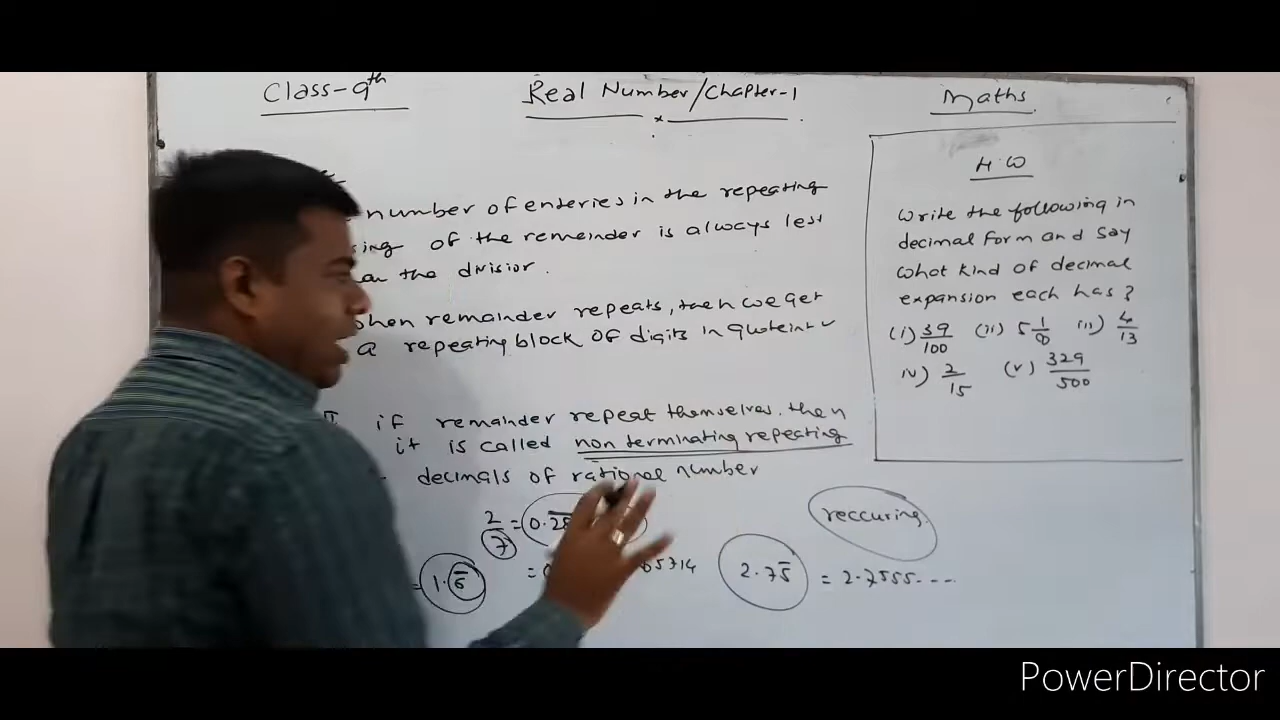 Class-9th
Real Number/Chapter-1
Maths
number of enteries in the repeating
of the remainder is always less
the divisior.
when remainder repeats, then we get
a repeating block of digits in quoteint
if remainder repeat themselves. then
it is called non terminating repeating
decimals of rational number
2/7 = 0.
= 1.6̅
65714
2.75̅ = 2.7555----
reccuring.
H.W
Write the following in
decimal form and say
what kind of decimal
expansion each has?
(i) 39/100 (ii) 5 1/8 iii) 4/13
iv) 2/15 (v) 329/500
PowerDirector